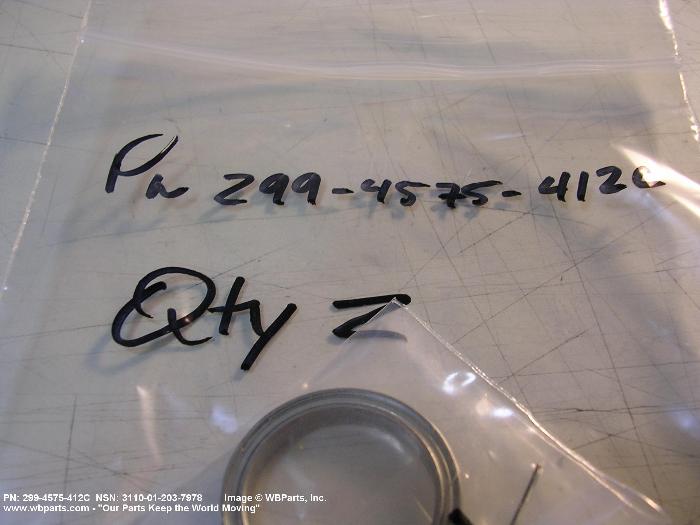 Pn 299-4575-412C
Qty 2
PN: 299-4575-412C NSN: 3110-01-203-7978 Image © WBParts, Inc.
www.wbparts.com - "Our Parts Keep the World Moving"